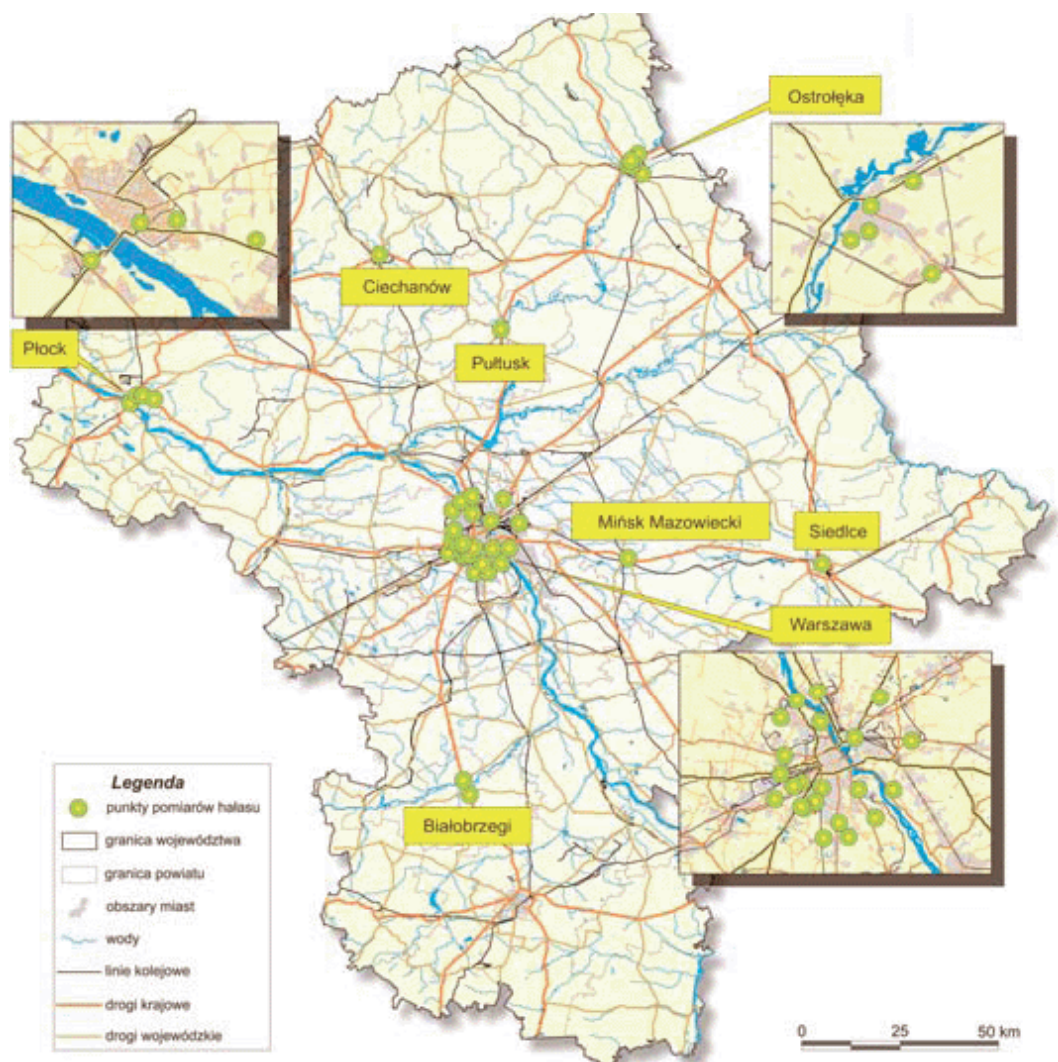 Ostrołęka
Ciechanów
Płock
Pułtusk
Mińsk Mazowiecki
Siedlce
Warszawa
Białobrzegi
Legenda
punkty pomiarów hałasu
granica województwa
granica powiatu
obszary miast
wody
linie kolejowe
drogi krajowe
drogi wojewódzkie
0 25 50 km